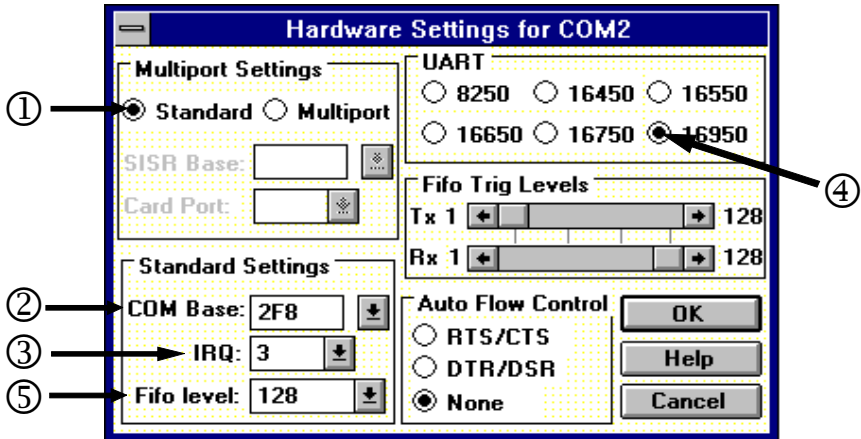 Hardware Settings for COM2
Multiport Settings
① Standard Multiport
SISR Base:
Card Port:
UART
8250 16450 16550
16650 16750 16950
④
Fifo Trig Levels
Tx 1 128
Rx 1 128
Standard Settings
② COM Base: 2F8
③ IRQ: 3
⑤ Fifo level: 128
Auto Flow Control
RTS/CTS
DTR/DSR
None
OK
Help
Cancel